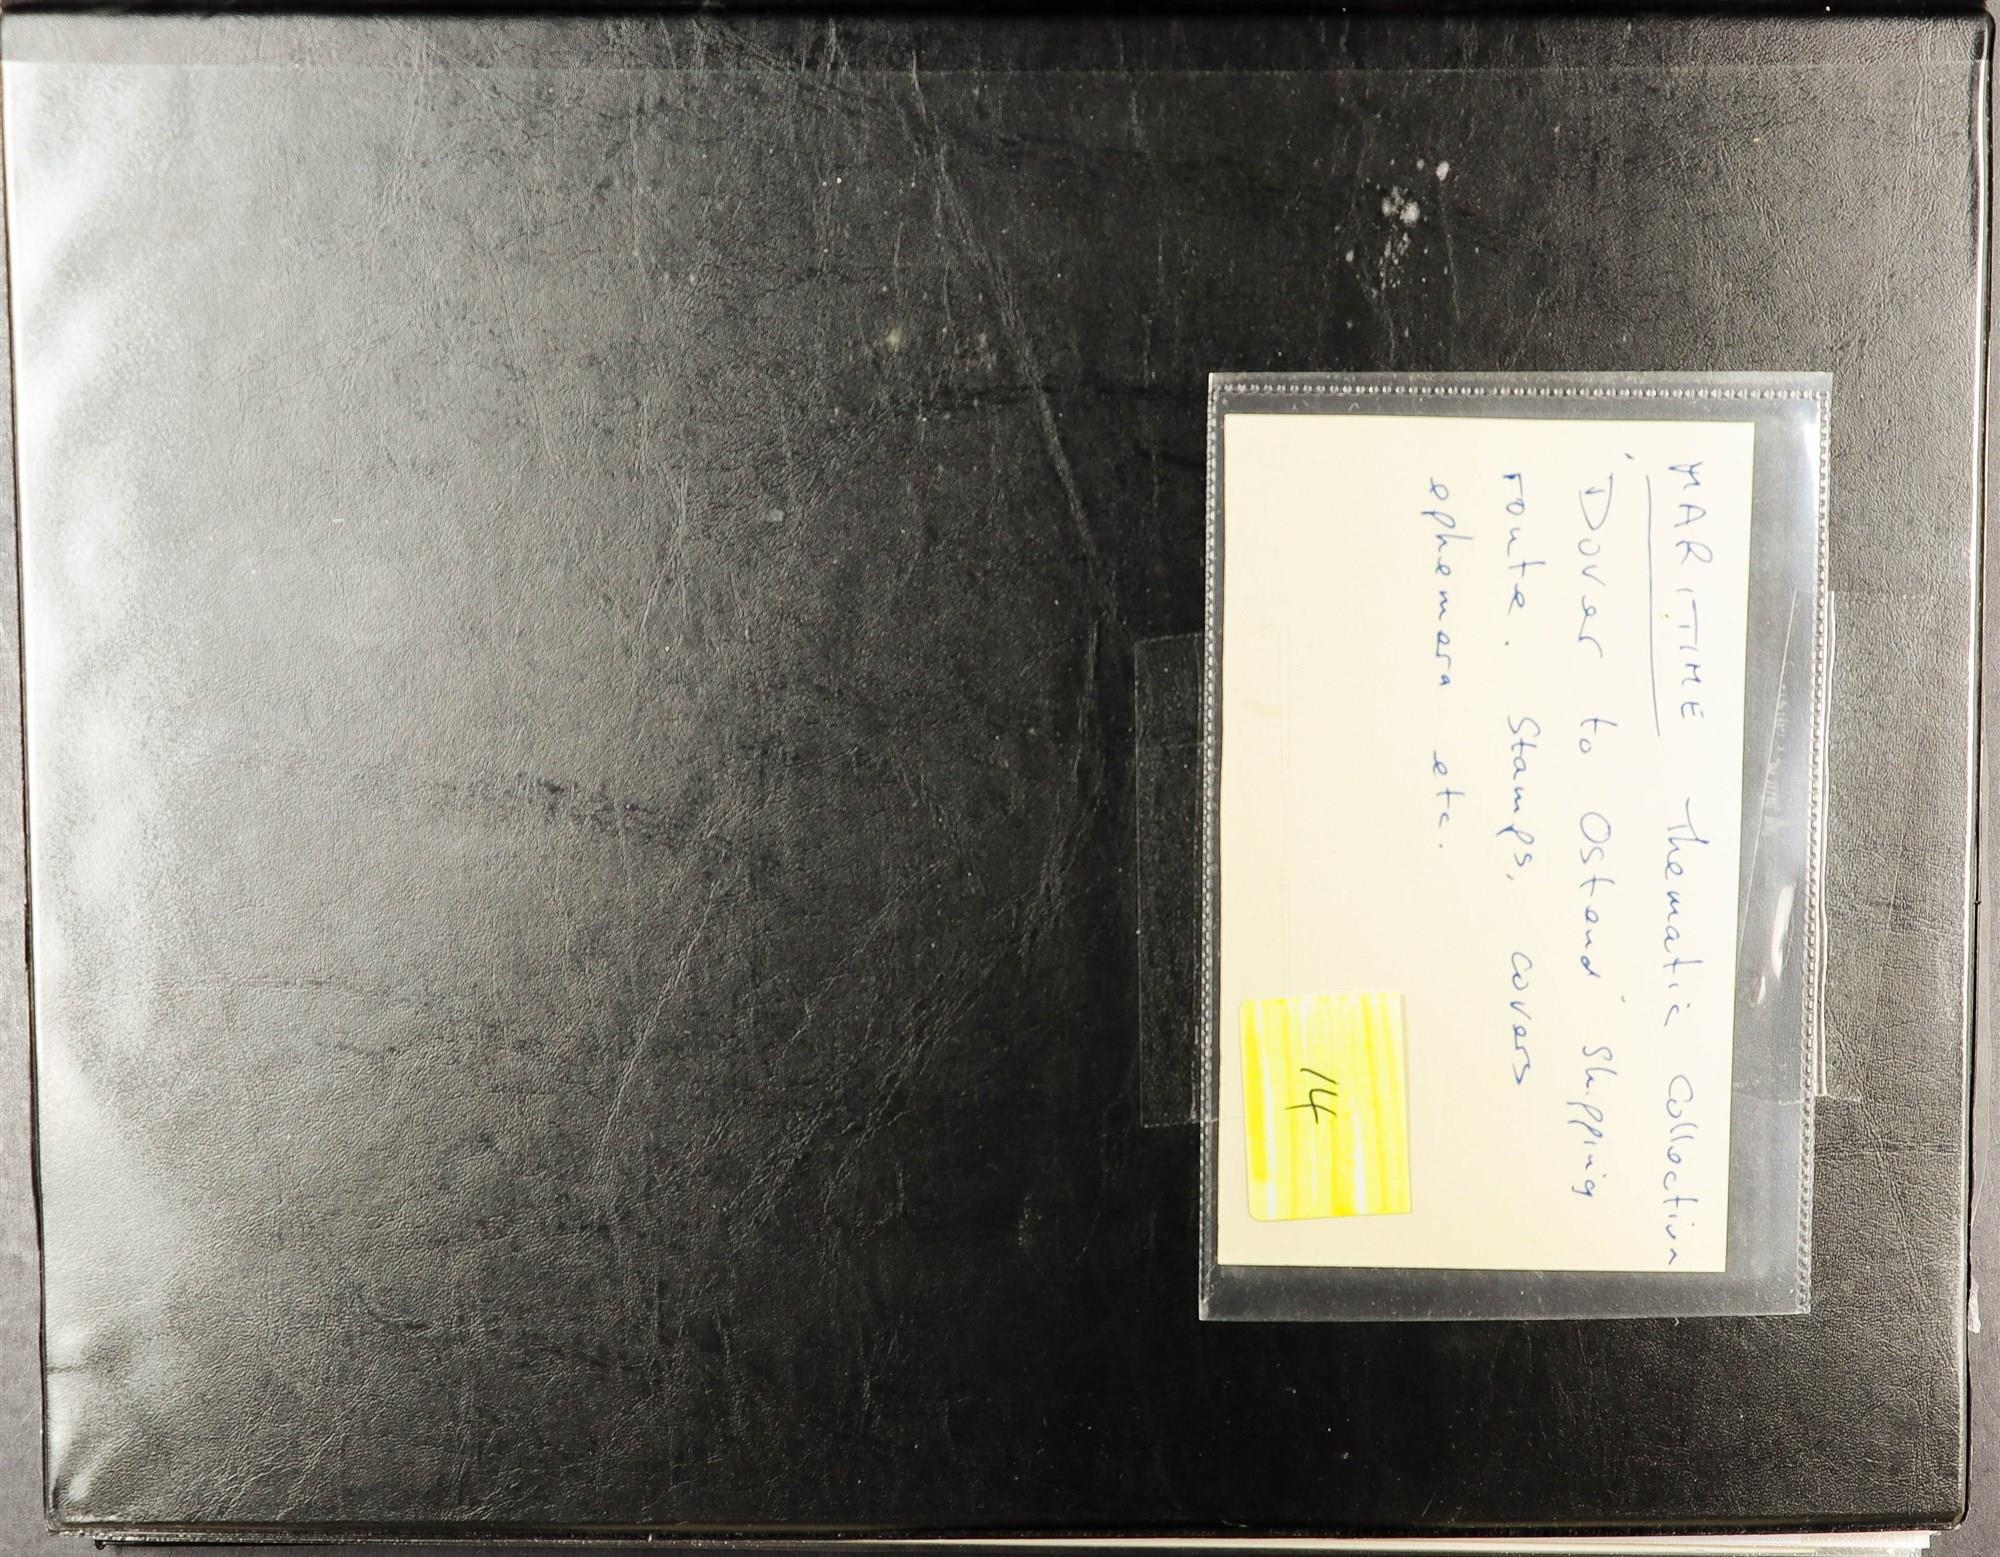 MARITIME Thematic Collection
'Dover to Ostend' Shipping
route. Stamps, covers
ephemera etc.
14